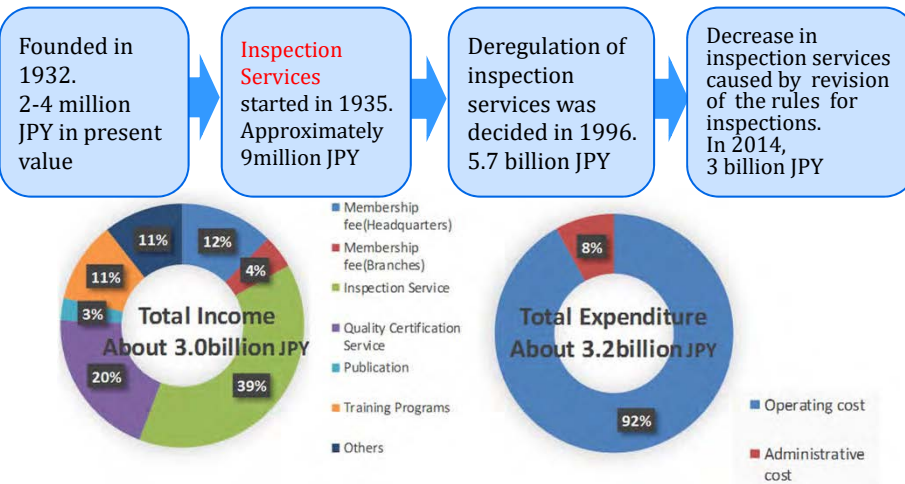 Founded in
1932.
2-4 million
JPY in present
value
Inspection
Services
started in 1935.
Approximately
9million JPY
Deregulation of
inspection
services was
decided in 1996.
5.7 billion JPY
Decrease in
inspection services
caused by revision
of the rules for
inspections.
In 2014,
3 billion JPY
12%
4%
39%
20%
3%
11%
11%
Total Income
About 3.0billion JPY
Membership
fee(Headquarters)
Membership
fee(Branches)
Inspection Service
Quality Certification
Service
Publication
Training Programs
Others
8%
92%
Total Expenditure
About 3.2billion JPY
Operating cost
Administrative
cost